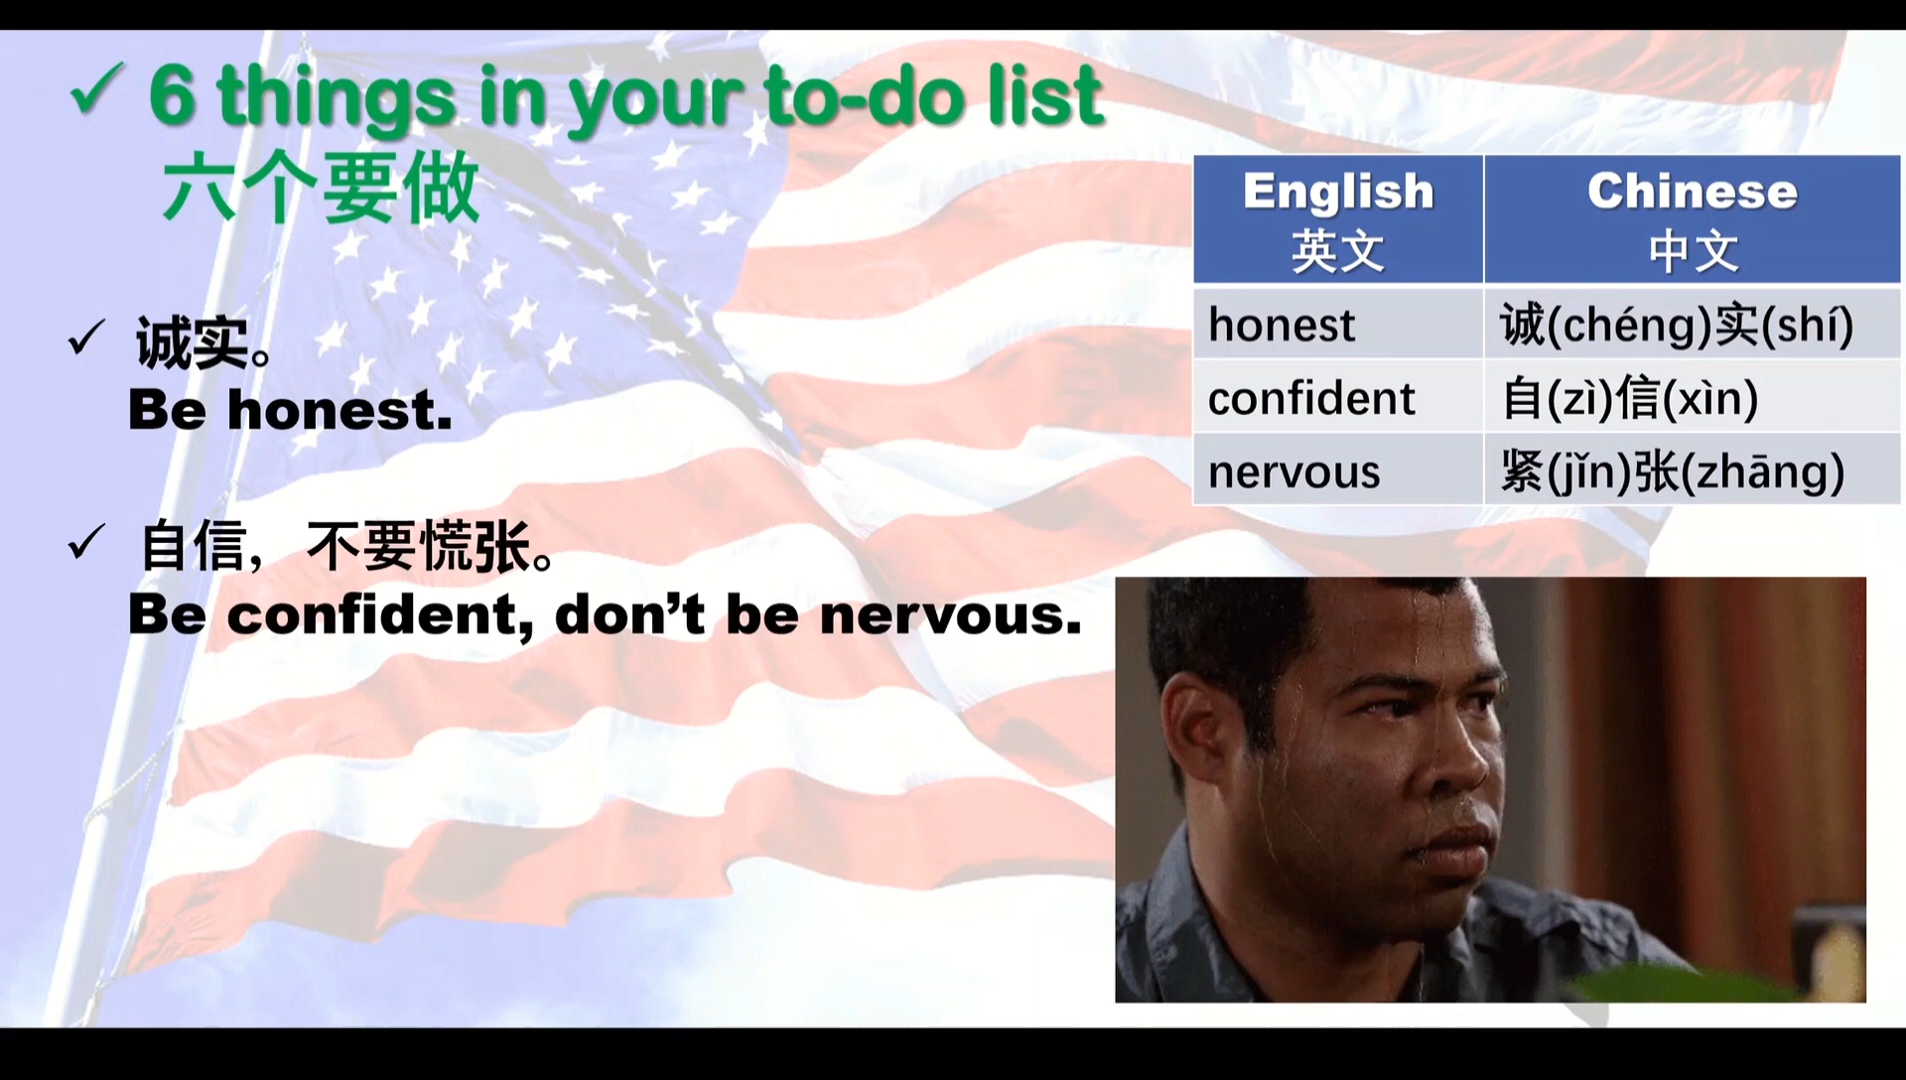 ✓ 6 things in your to-do list
六个要做
✓ 诚实。
Be honest.
✓ 自信，不要慌张。
Be confident, don’t be nervous.
English Chinese
英文 中文
honest 诚(chéng)实(shí)
confident 自(zì)信(xìn)
nervous 紧(jǐn)张(zhāng)